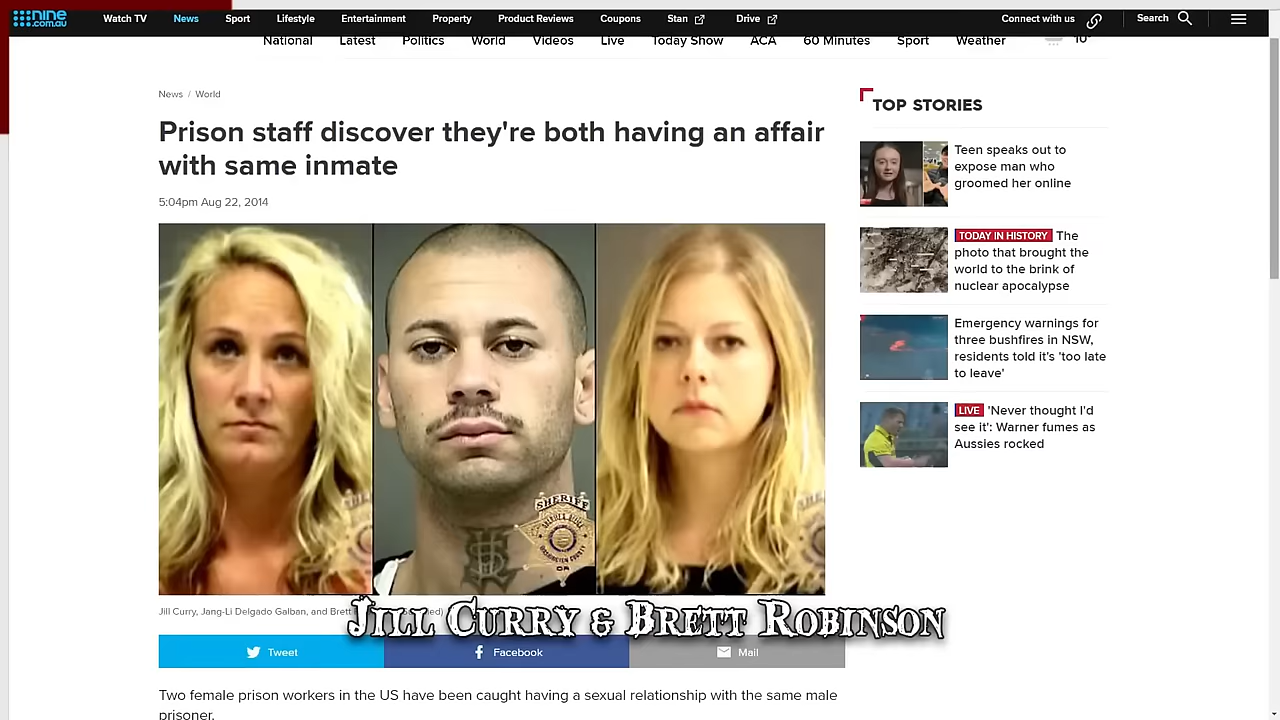 nine
.com.au
Watch TV
News
Sport
Lifestyle
Entertainment
Property
Product Reviews
Coupons
Stan
Drive
Connect with us
Search
National
Latest
Politics
World
Videos
Live
Today Show
ACA
60 Minutes
Sport
Weather
10°
News / World
Prison staff discover they're both having an affair
with same inmate
5:04pm Aug 22, 2014
SHERIFF
Jill Curry, Jang-Li Delgado Galban, and Brett
JILL CURRY & BRETT ROBINSON
Tweet
Facebook
Mail
Two female prison workers in the US have been caught having a sexual relationship with the same male
prisoner.
TOP STORIES
Teen speaks out to
expose man who
groomed her online
TODAY IN HISTORY The
photo that brought the
world to the brink of
nuclear apocalypse
Emergency warnings for
three bushfires in NSW,
residents told it's 'too late
to leave'
LIVE 'Never thought I'd
see it': Warner fumes as
Aussies rocked